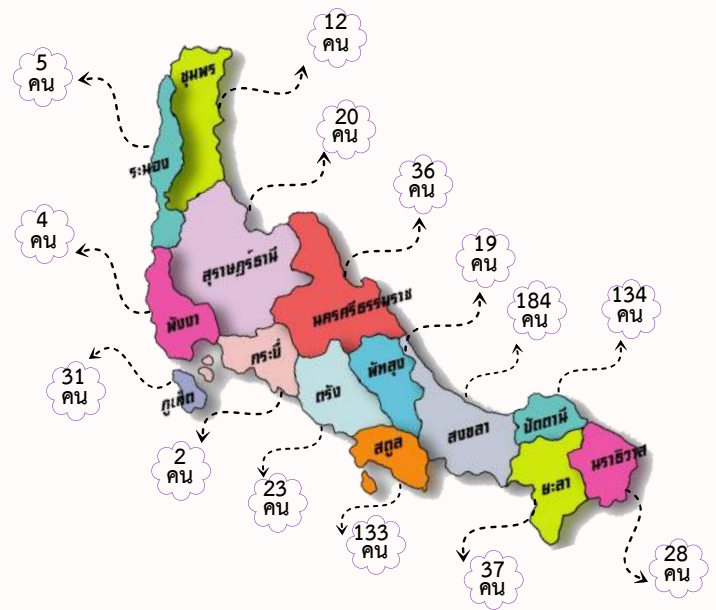 12
คน
5
คน
ชุมพร
20
คน
ระนอง
36
คน
4
คน
19
คน
สุราษฎร์ธานี
184
คน
134
คน
นครศรีธรรมราช
พังงา
กระบี่
พัทลุง
31
คน
ภูเก็ต
ตรัง
ปัตตานี
สงขลา
สตูล
นราธิวาส
ยะลา
2
คน
23
คน
133
คน
37
คน
28
คน